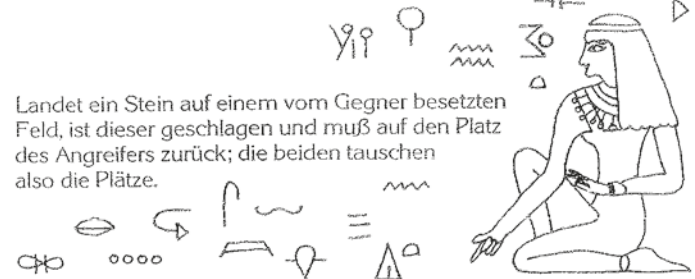 Landet ein Stein auf einem vom Gegner besetzten
Feld, ist dieser geschlagen und muß auf den Platz
des Angreifers zurück; die beiden tauschen
also die Plätze.